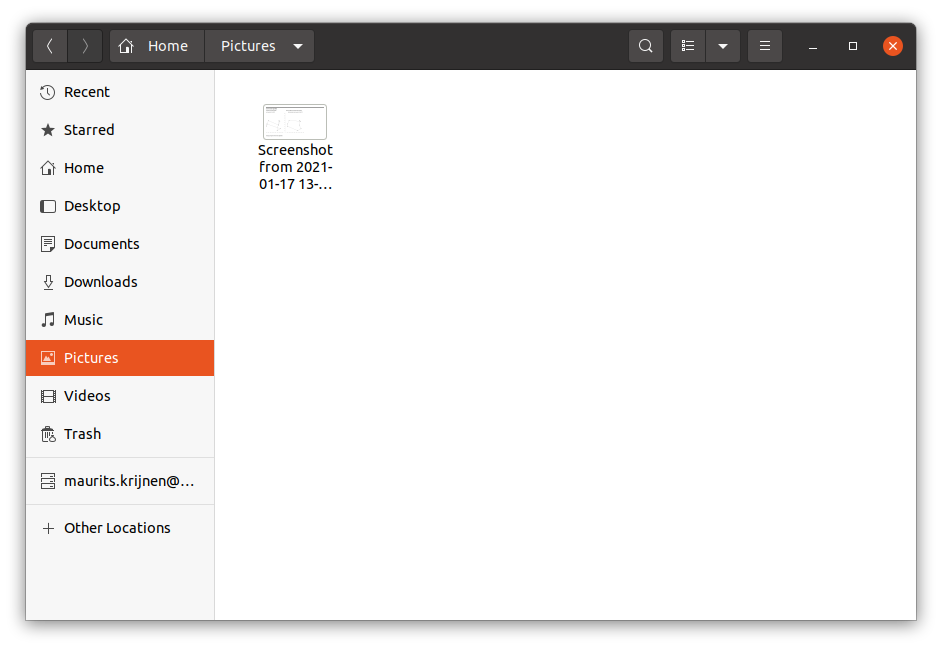 Home
Pictures
Recent
Starred
Home
Desktop
Documents
Downloads
Music
Pictures
Videos
Trash
maurits.krijnen@...
Other Locations
Screenshot
from 2021-
01-17 13-...